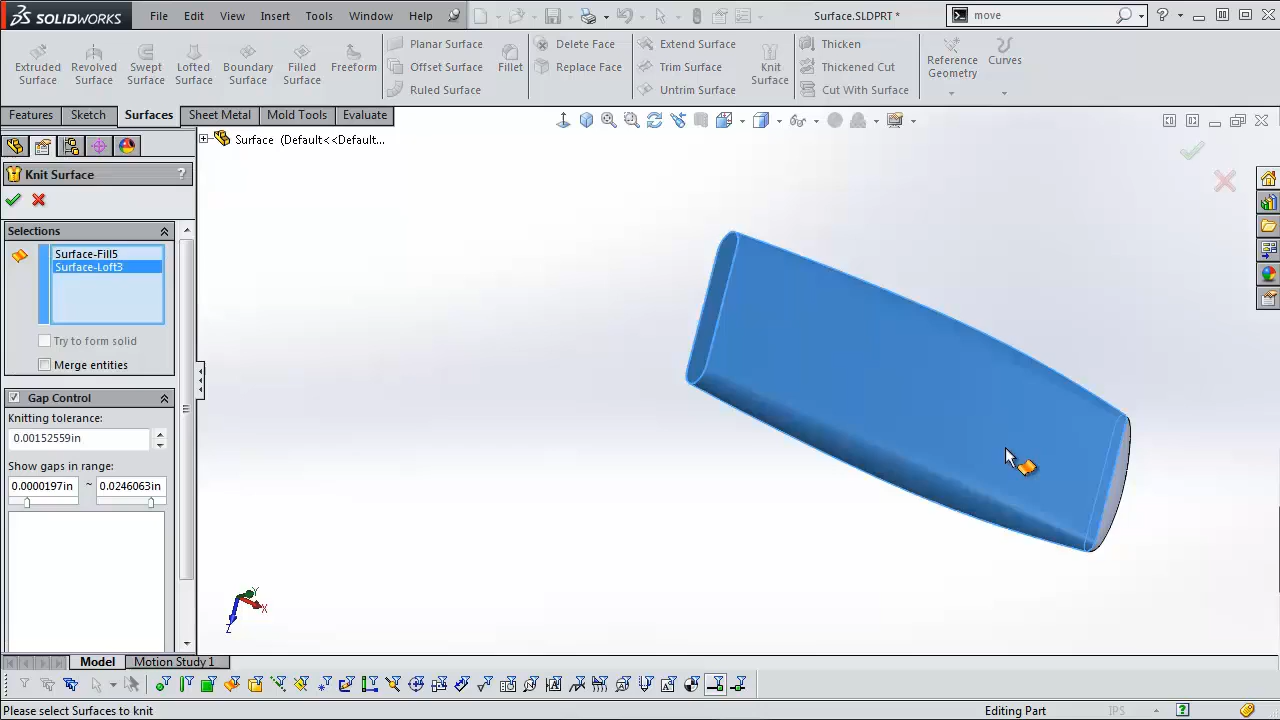 SOLIDWORKS File Edit View Insert Tools Window Help Surface.SLDPRT * move
Extruded Surface
Revolved Surface
Swept Surface
Lofted Surface
Boundary Surface
Filled Surface
Freeform
Planar Surface
Offset Surface
Ruled Surface
Fillet
Delete Face
Replace Face
Extend Surface
Trim Surface
Untrim Surface
Knit Surface
Thicken
Thickened Cut
Cut With Surface
Reference Geometry
Curves
Features Sketch Surfaces Sheet Metal Mold Tools Evaluate
Surface (Default<<Default...
Knit Surface ?
Selections
Surface-Fill5
Surface-Loft3
Try to form solid
Merge entities
Gap Control
Knitting tolerance:
0.00152559in
Show gaps in range:
0.0000197in ~ 0.0246063in
Y
X
Z
Model Motion Study 1
Please select Surfaces to knit Editing Part IPS